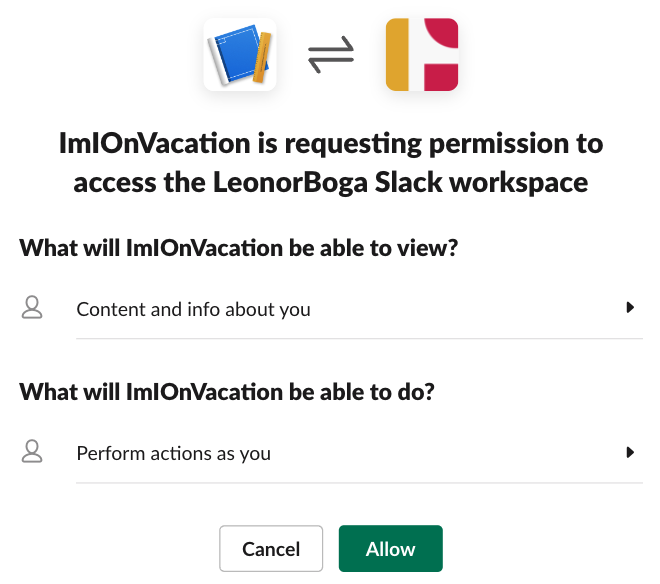 ImIOnVacation is requesting permission to
access the LeonorBoga Slack workspace
What will ImIOnVacation be able to view?
Content and info about you
What will ImIOnVacation be able to do?
Perform actions as you
Cancel
Allow